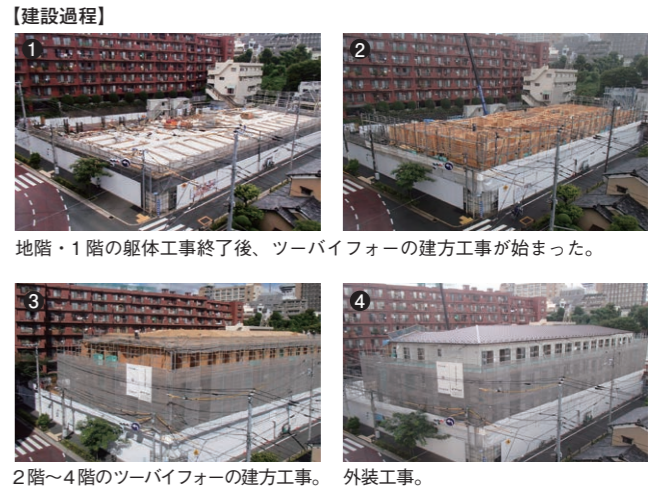 【建設過程】
1
2
地階・1階の躯体工事終了後、ツーバイフォーの建方工事が始まった。
3
4
2階〜4階のツーバイフォーの建方工事。
外装工事。